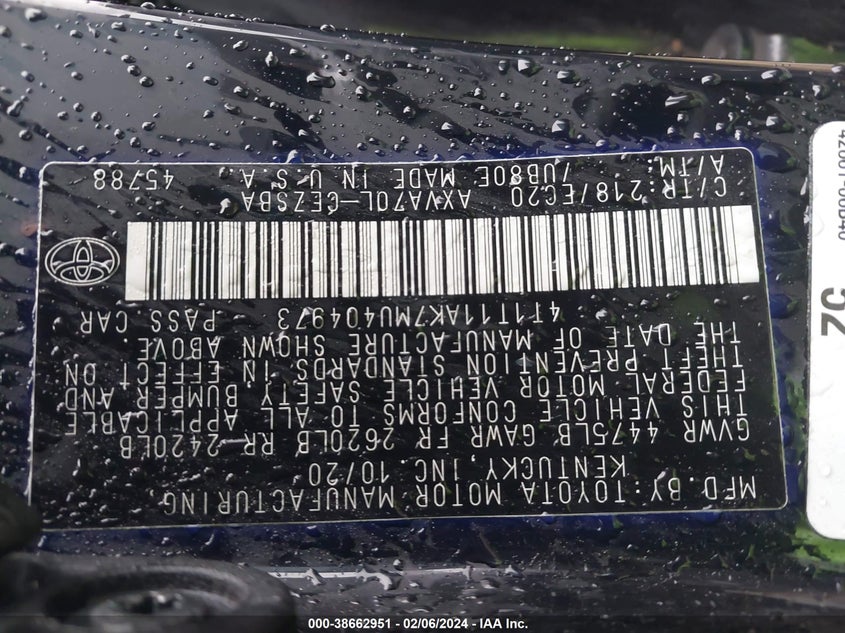 MFD. BY: TOYOTA MOTOR MANUFACTURING,
KENTUCKY, INC. 10/20
GVWR 4475LB GAWR FR 2620LB RR 2420LB
THIS VEHICLE CONFORMS TO ALL APPLICABLE
FEDERAL MOTOR VEHICLE SAFETY, BUMPER AND
THEFT PREVENTION STANDARDS IN EFFECT ON
THE DATE OF MANUFACTURE SHOWN ABOVE.
4T1T11AK7MU404973 PASS CAR
C/TR: 218/EC20 AXVA70L-CEZSBA
A/TM: /UB80E MADE IN U.S.A. 45788
52
000-38662951 - 02/06/2024 - IAA Inc.